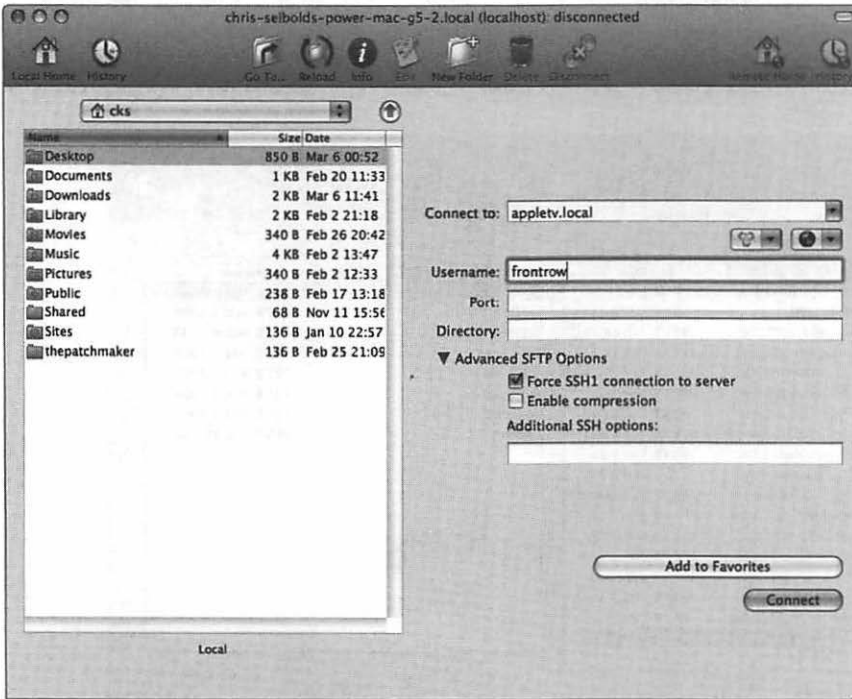 chris-seibolds-power-mac-g5-2.local (localhost): disconnected
Local Home History Go To... Reload Info Edit New Folder Delete Disconnect Remote Home History
cks
Name Size Date
Desktop 850 B Mar 6 00:52
Documents 1 KB Feb 20 11:33
Downloads 2 KB Mar 6 11:41
Library 2 KB Feb 2 21:18
Movies 340 B Feb 26 20:42
Music 4 KB Feb 2 13:47
Pictures 340 B Feb 2 12:33
Public 238 B Feb 17 13:18
Shared 68 B Nov 11 15:56
Sites 136 B Jan 10 22:57
thepatchmaker 136 B Feb 25 21:09
Local
Connect to: appletv.local
Username: frontrow
Port:
Directory:
Advanced SFTP Options
Force SSH1 connection to server
Enable compression
Additional SSH options:
Add to Favorites
Connect